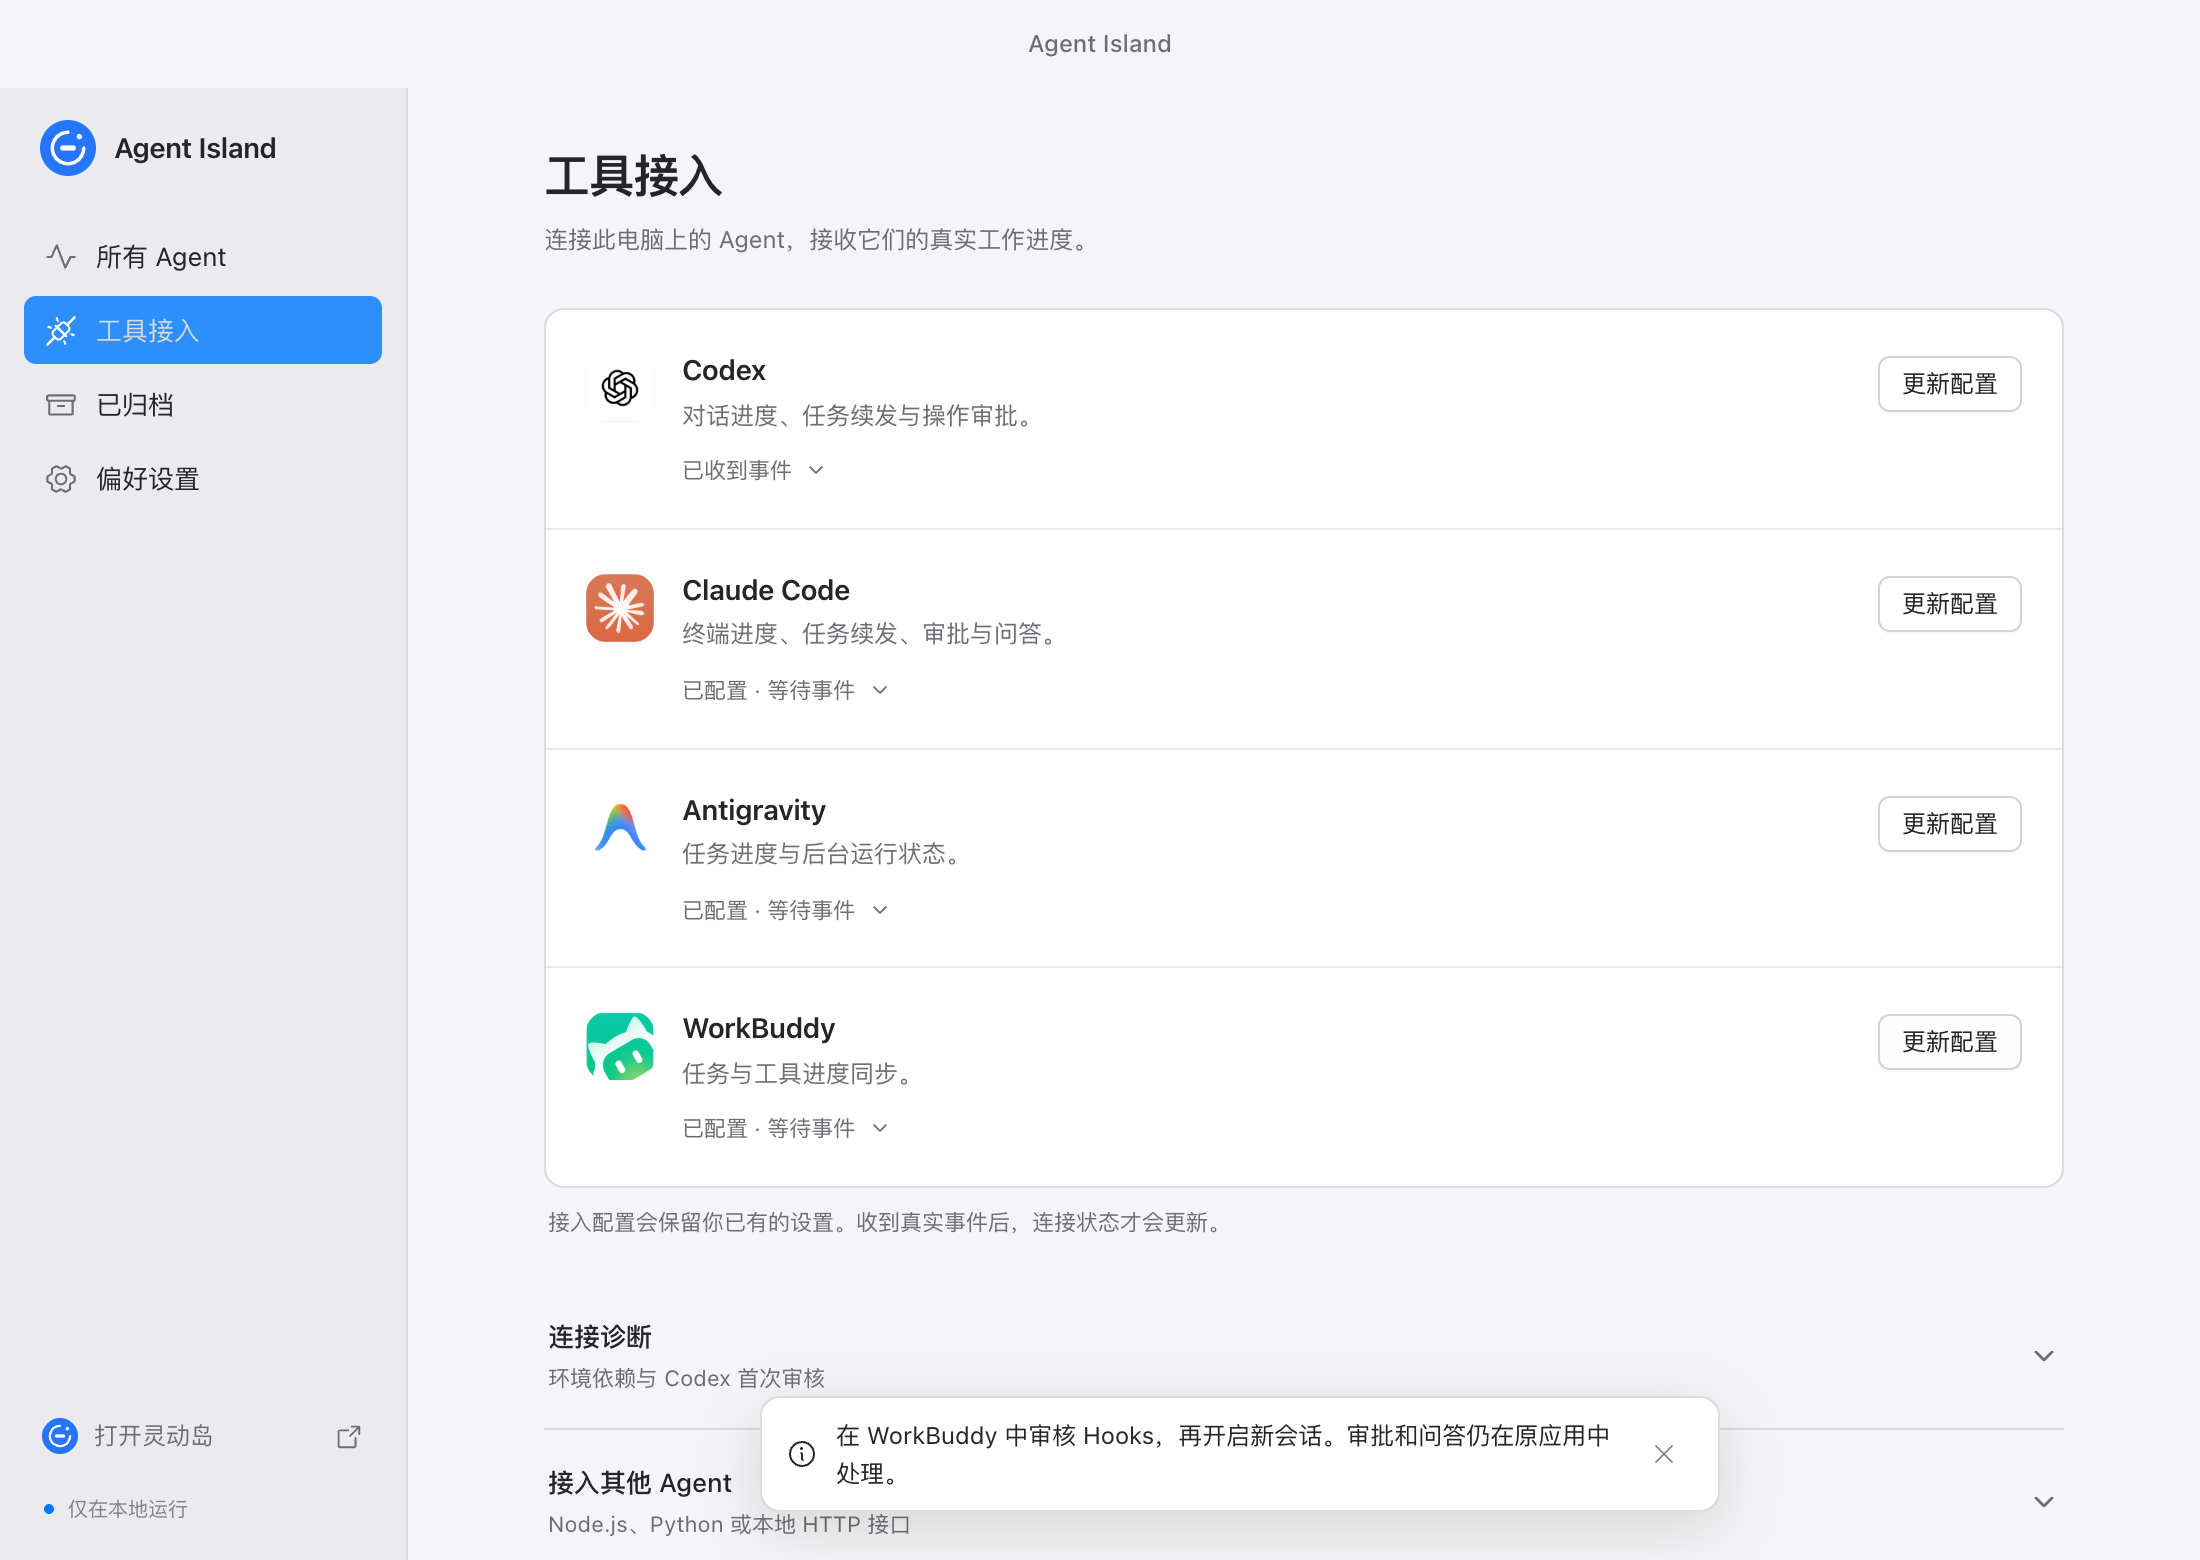 Agent Island
Agent Island
所有 Agent
工具接入
已归档
偏好设置
打开灵动岛
仅在本地运行
工具接入
连接此电脑上的 Agent，接收它们的真实工作进度。
Codex
更新配置
对话进度、任务续发与操作审批。
已收到事件
Claude Code
更新配置
终端进度、任务续发、审批与问答。
已配置 · 等待事件
Antigravity
更新配置
任务进度与后台运行状态。
已配置 · 等待事件
WorkBuddy
更新配置
任务与工具进度同步。
已配置 · 等待事件
接入配置会保留你已有的设置。收到真实事件后，连接状态才会更新。
连接诊断
环境依赖与 Codex 首次审核
在 WorkBuddy 中审核 Hooks，再开启新会话。审批和问答仍在原应用中
处理。
接入其他 Agent
Node.js、Python 或本地 HTTP 接口